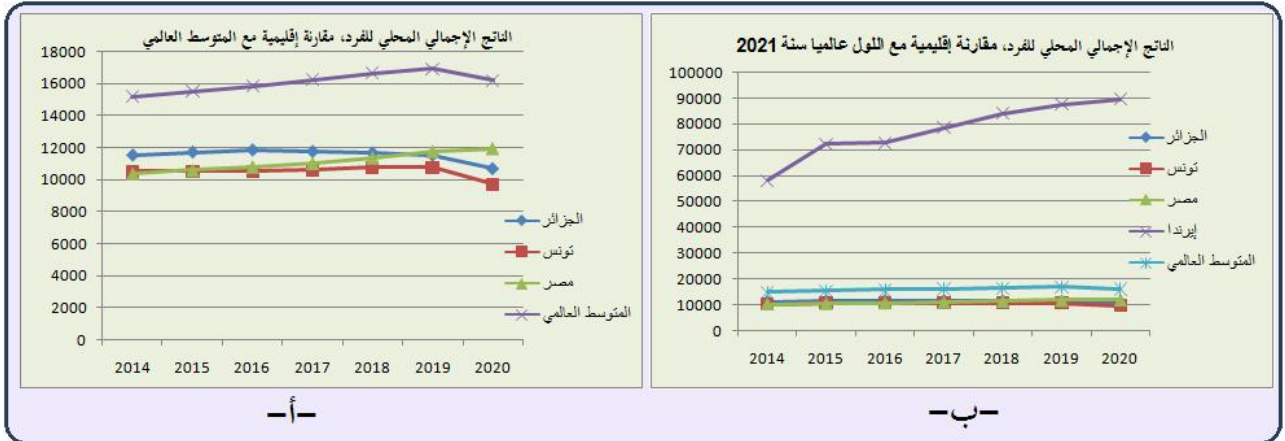 الناتج الإجمالي المحلي للفرد، مقارنة إقليمية مع المتوسط العالمي
18000
16000
14000
12000
10000
8000
6000
4000
2000
0
2014 2015 2016 2017 2018 2019 2020
الجزائر
تونس
مصر
المتوسط العالمي
–أ–
الناتج الإجمالي المحلي للفرد، مقارنة إقليمية مع اللول عالميا سنة 2021
100000
90000
80000
70000
60000
50000
40000
30000
20000
10000
0
2014 2015 2016 2017 2018 2019 2020
الجزائر
تونس
مصر
إيرندا
المتوسط العالمي
–ب–